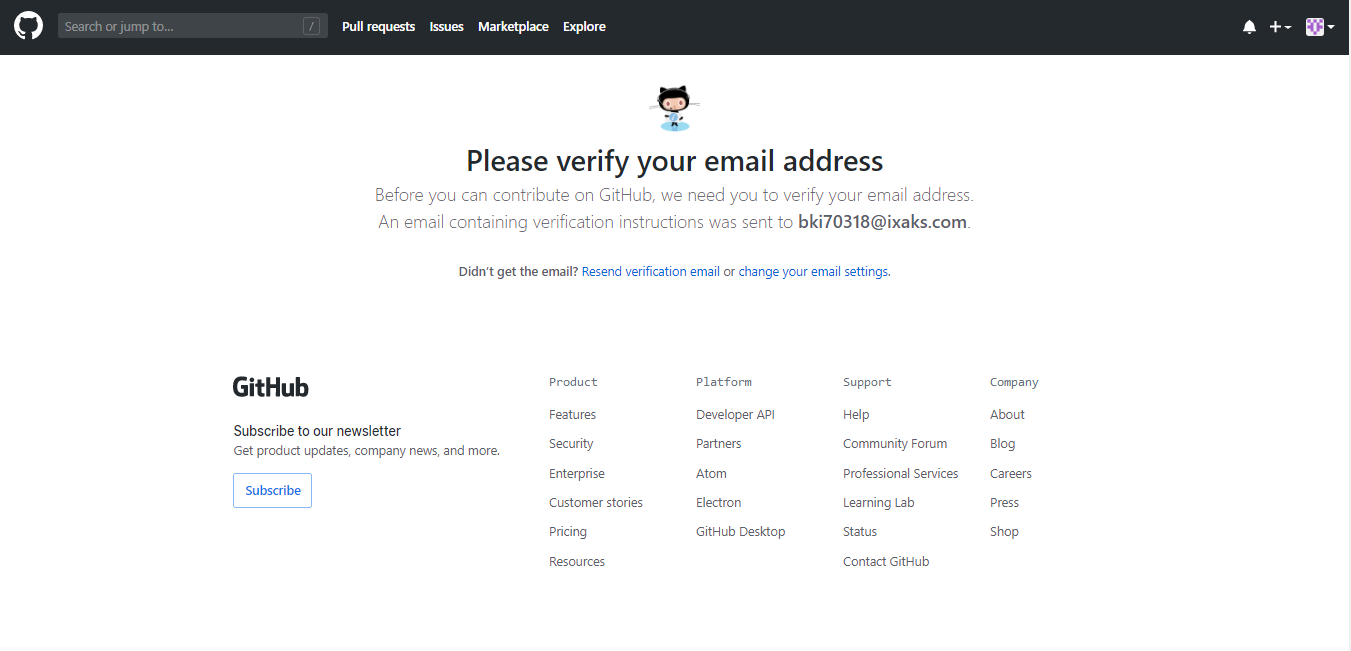 Search or jump to... /
Pull requests Issues Marketplace Explore
Please verify your email address
Before you can contribute on GitHub, we need you to verify your email address.
An email containing verification instructions was sent to bki70318@ixaks.com.
Didn’t get the email? Resend verification email or change your email settings.
GitHub
Subscribe to our newsletter
Get product updates, company news, and more.
Subscribe
Product
Features
Security
Enterprise
Customer stories
Pricing
Resources
Platform
Developer API
Partners
Atom
Electron
GitHub Desktop
Support
Help
Community Forum
Professional Services
Learning Lab
Status
Contact GitHub
Company
About
Blog
Careers
Press
Shop